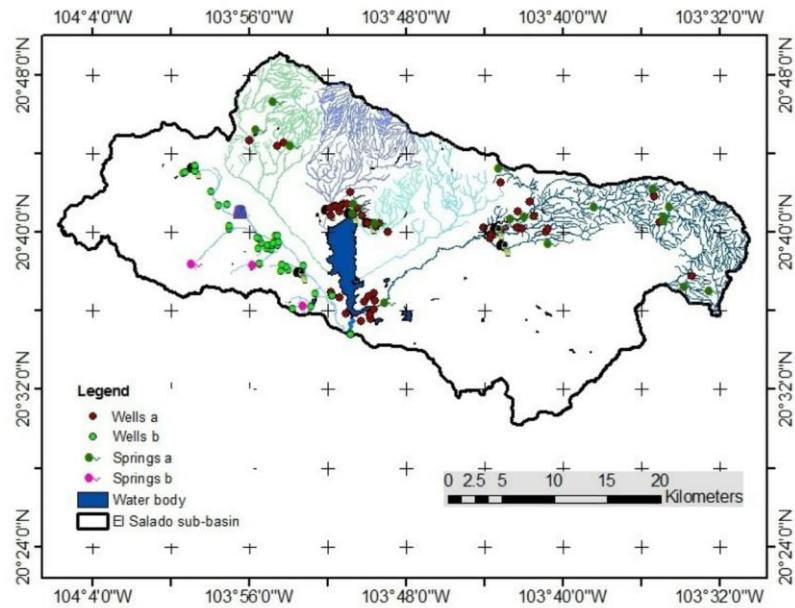 104°4'0"W 103°56'0"W 103°48'0"W 103°40'0"W 103°32'0"W
20°48'0"N 20°48'0"N
20°40'0"N 20°40'0"N
20°32'0"N 20°32'0"N
Legend
Wells a
Wells b
Springs a
Springs b
Water body
El Salado sub-basin
0 2.5 5 10 15 20
Kilometers
20°24'0"N 20°24'0"N
104°4'0"W 103°56'0"W 103°48'0"W 103°40'0"W 103°32'0"W